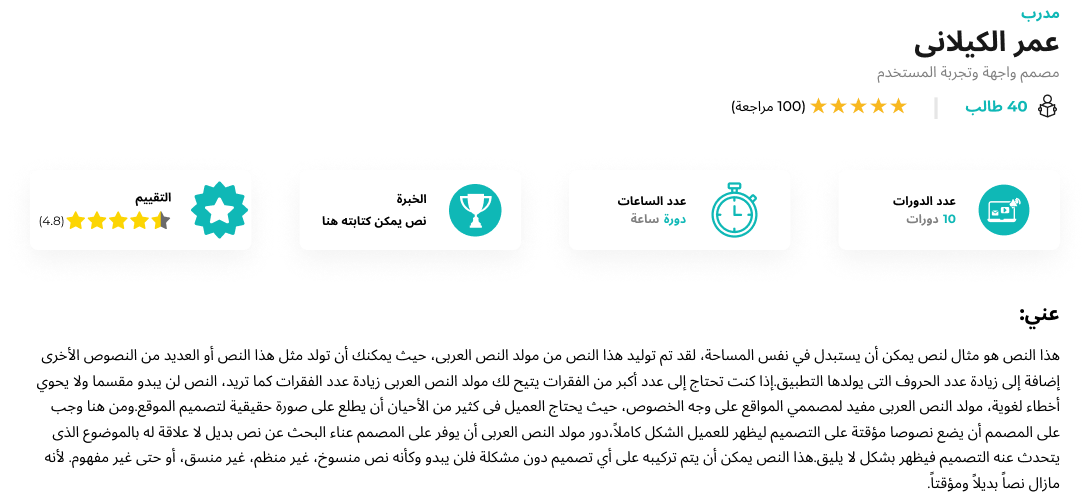 مدرب
عمر الكيلانى
مصمم واجهة وتجربة المستخدم
40 طالب
(100 مراجعة)
عدد الدورات
10 دورات
عدد الساعات
دورة ساعة
الخبرة
نص يمكن كتابته هنا
التقييم
(4.8)
عني:
هذا النص هو مثال لنص يمكن أن يستبدل في نفس المساحة، لقد تم توليد هذا النص من مولد النص العربى، حيث يمكنك أن تولد مثل هذا النص أو العديد من النصوص الأخرى
إضافة إلى زيادة عدد الحروف التى يولدها التطبيق.إذا كنت تحتاج إلى عدد أكبر من الفقرات يتيح لك مولد النص العربى زيادة عدد الفقرات كما تريد، النص لن يبدو مقسما ولا يحوي
أخطاء لغوية، مولد النص العربى مفيد لمصممي المواقع على وجه الخصوص، حيث يحتاج العميل فى كثير من الأحيان أن يطلع على صورة حقيقية لتصميم الموقع.ومن هنا وجب
على المصمم أن يضع نصوصا مؤقتة على التصميم ليظهر للعميل الشكل كاملاً،دور مولد النص العربى أن يوفر على المصمم عناء البحث عن نص بديل لا علاقة له بالموضوع الذى
يتحدث عنه التصميم فيظهر بشكل لا يليق.هذا النص يمكن أن يتم تركيبه على أي تصميم دون مشكلة فلن يبدو وكأنه نص منسوخ، غير منظم، غير منسق، أو حتى غير مفهوم. لأنه
مازال نصاً بديلاً ومؤقتاً.